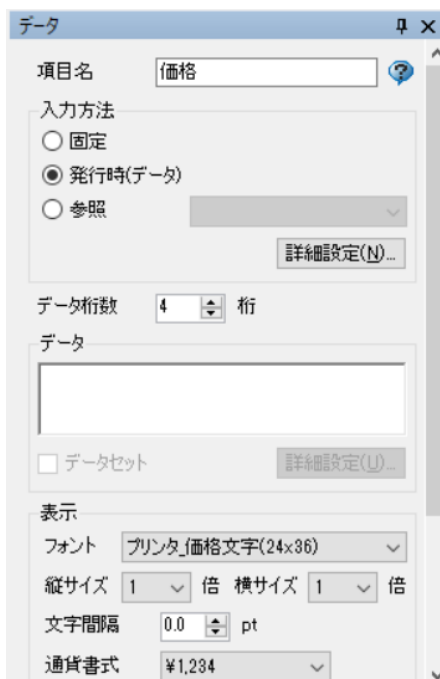 データ
項目名 価格
入力方法
固定
発行時(データ)
参照
詳細設定(N)...
データ桁数 4 桁
データ
データセット 詳細設定(U)...
表示
フォント プリンタ_価格文字(24x36)
縦サイズ 1 倍 横サイズ 1 倍
文字間隔 0.0 pt
通貨書式 ¥1,234